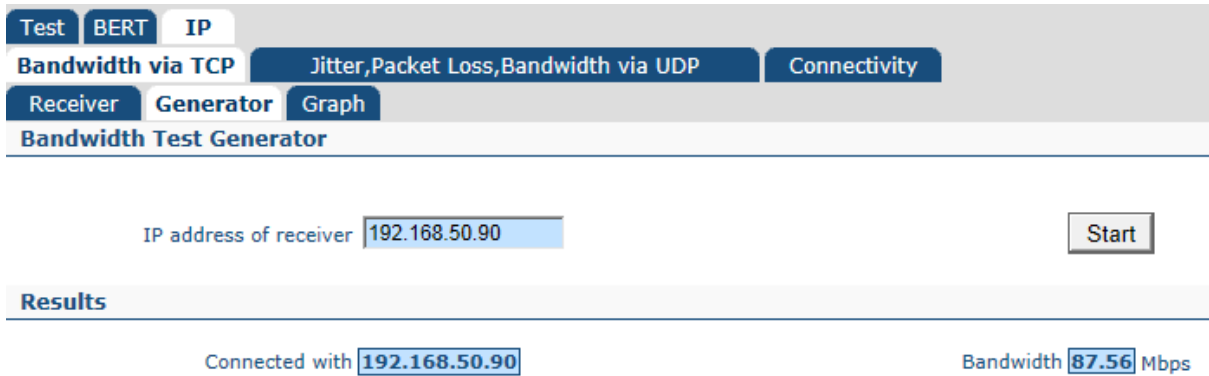 Test BERT IP
Bandwidth via TCP Jitter,Packet Loss,Bandwidth via UDP Connectivity
Receiver Generator Graph
Bandwidth Test Generator
IP address of receiver 192.168.50.90 Start
Results
Connected with 192.168.50.90 Bandwidth 87.56 Mbps